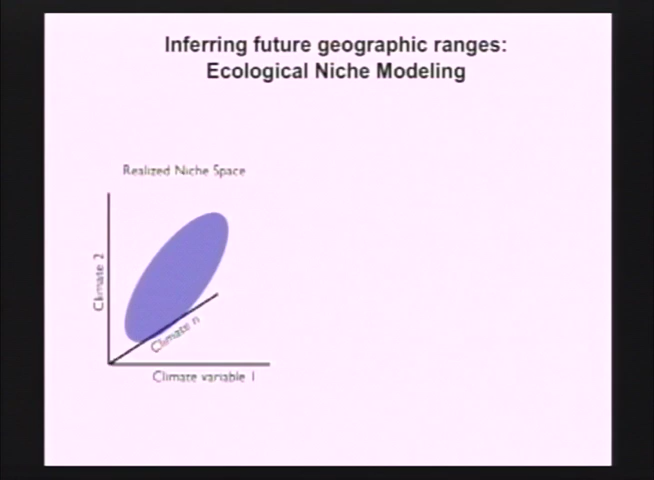 Inferring future geographic ranges:
Ecological Niche Modeling
Realized Niche Space
Climate 2
Climate n
Climate variable 1